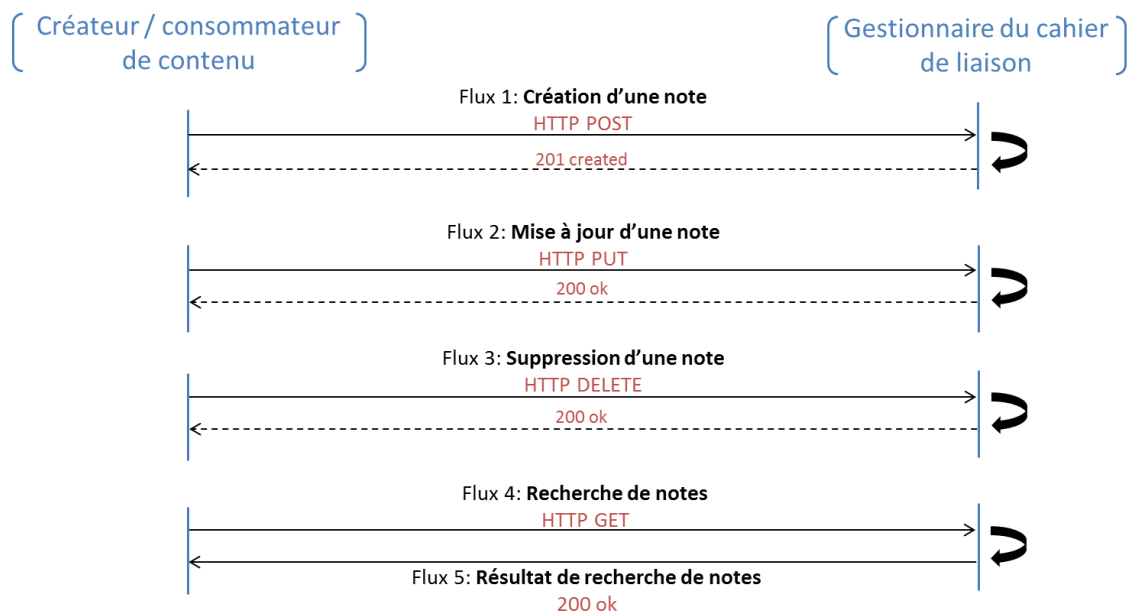 Créateur / consommateur
de contenu
Gestionnaire du cahier
de liaison
Flux 1: Création d’une note
HTTP POST
201 created
Flux 2: Mise à jour d’une note
HTTP PUT
200 ok
Flux 3: Suppression d’une note
HTTP DELETE
200 ok
Flux 4: Recherche de notes
HTTP GET
Flux 5: Résultat de recherche de notes
200 ok